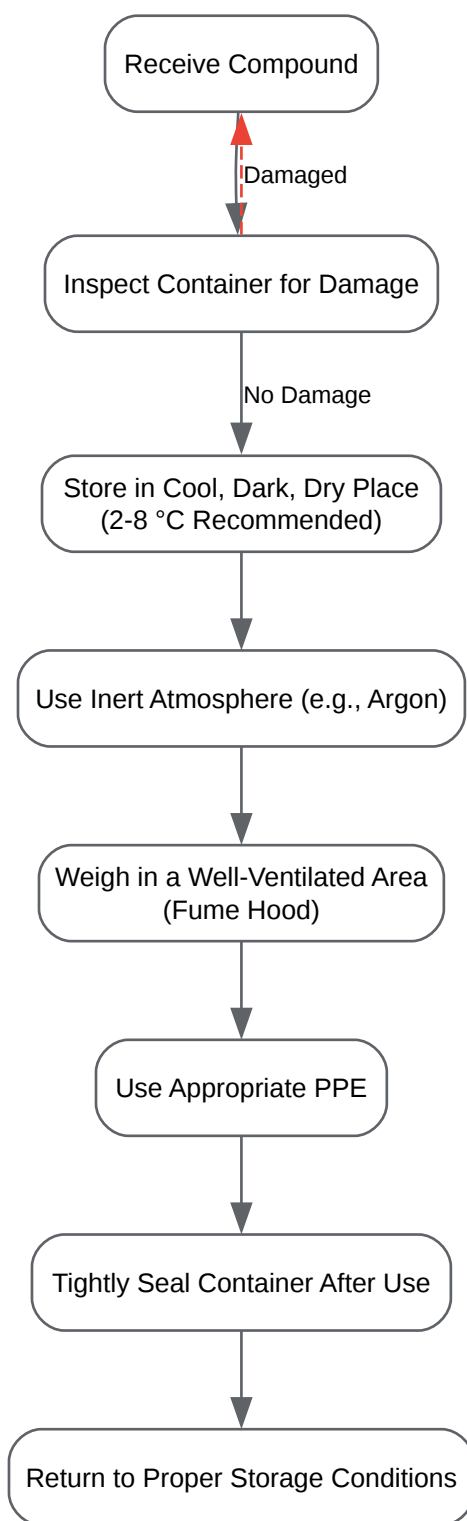 Receive Compound
Damaged
Inspect Container for Damage
No Damage
Store in Cool, Dark, Dry Place
(2-8 °C Recommended)
Use Inert Atmosphere (e.g., Argon)
Weigh in a Well-Ventilated Area
(Fume Hood)
Use Appropriate PPE
Tightly Seal Container After Use
Return to Proper Storage Conditions